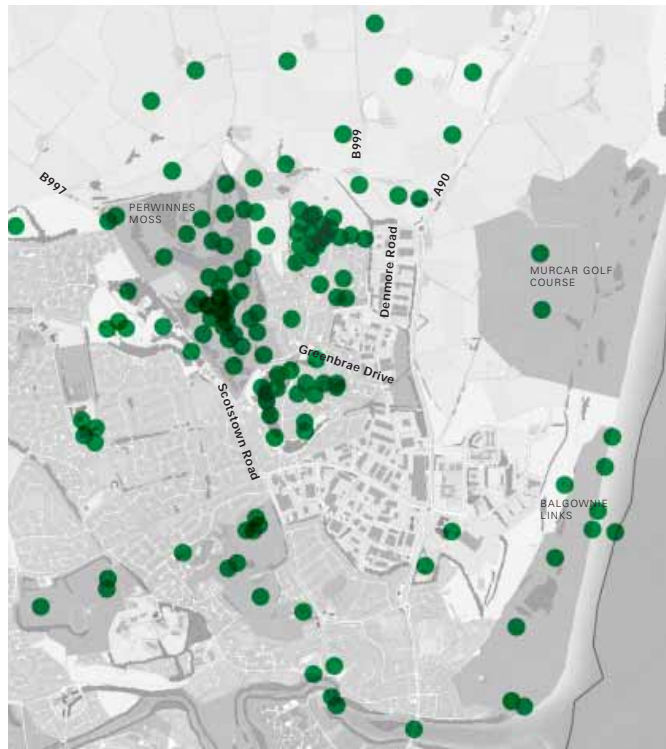 B999
A90
B997
PERWINNES
MOSS
Denmore Road
MURCAR GOLF
COURSE
Greenbrae Drive
Scotstown Road
BALGOWNIE
LINKS